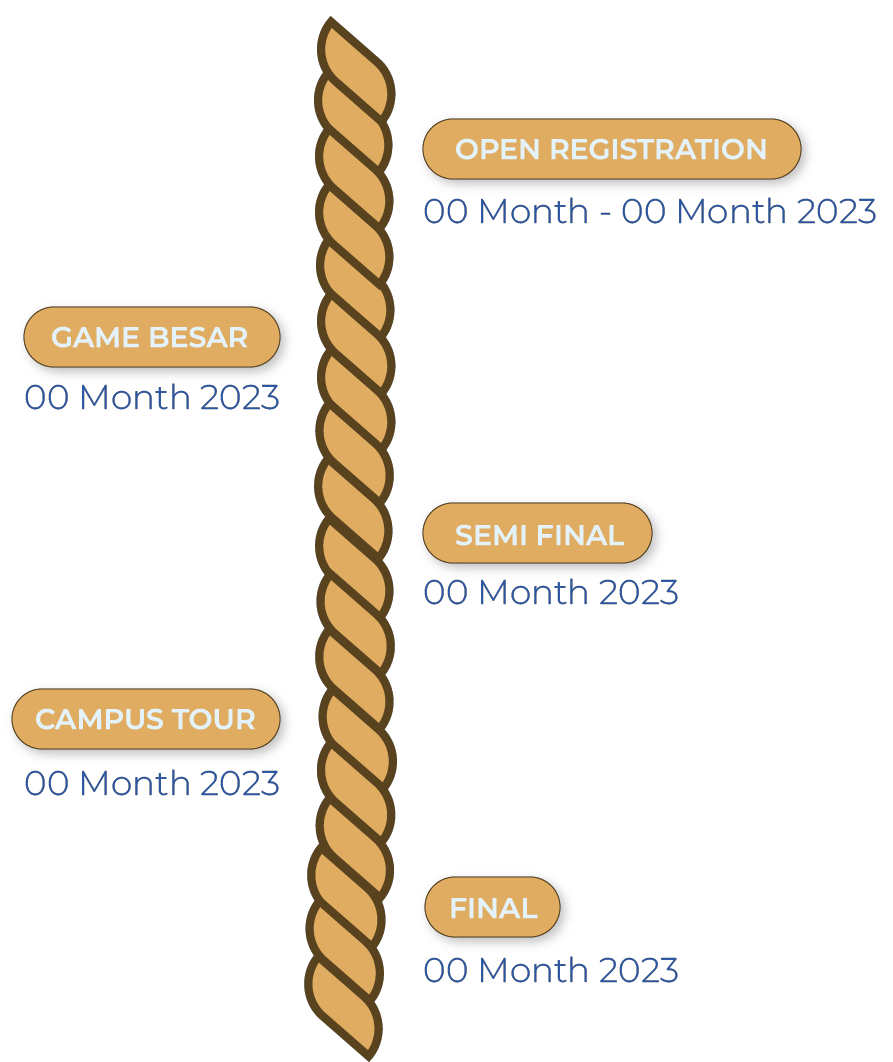 OPEN REGISTRATION
00 Month - 00 Month 2023
GAME BESAR
00 Month 2023
SEMI FINAL
00 Month 2023
CAMPUS TOUR
00 Month 2023
FINAL
00 Month 2023